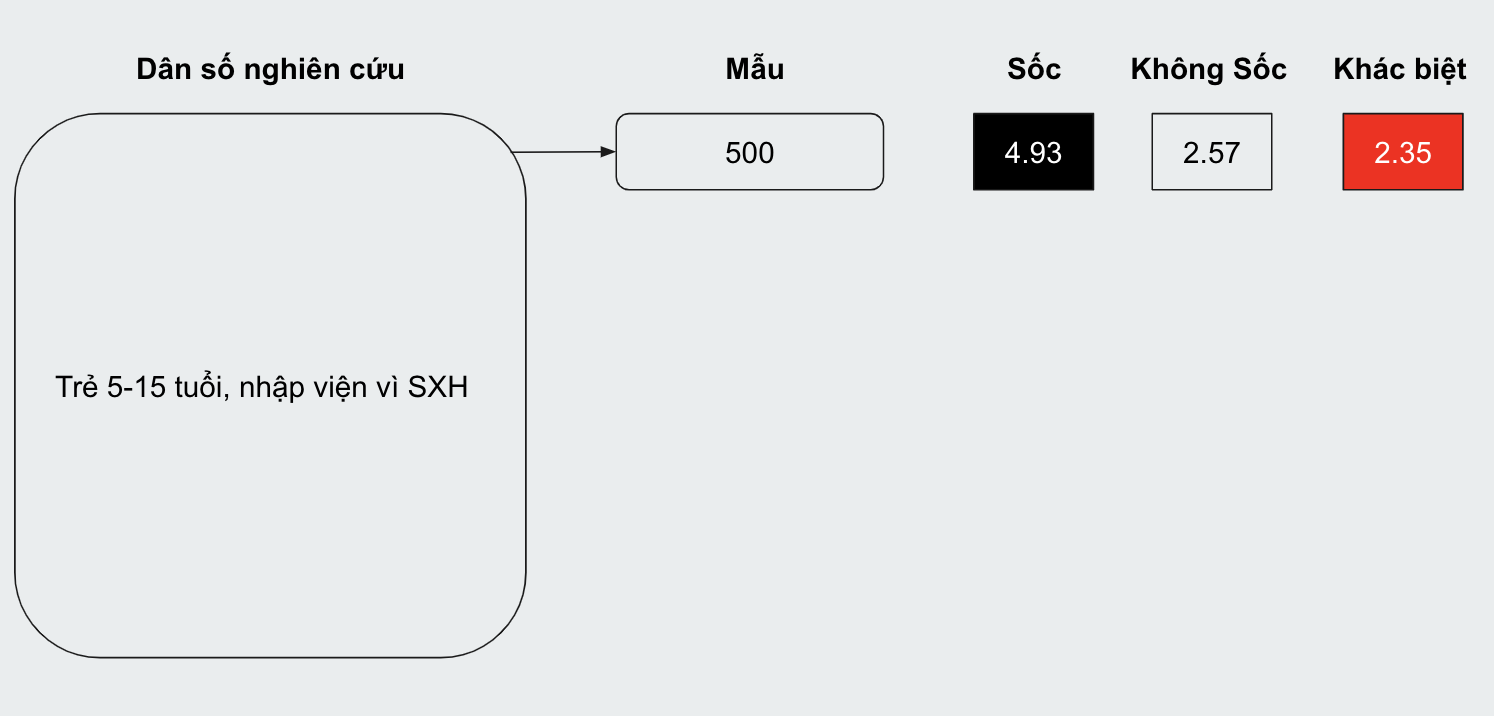 Dân số nghiên cứu
Mẫu
Sốc
Không Sốc
Khác biệt
500
4.93
2.57
2.35
Trẻ 5-15 tuổi, nhập viện vì SXH